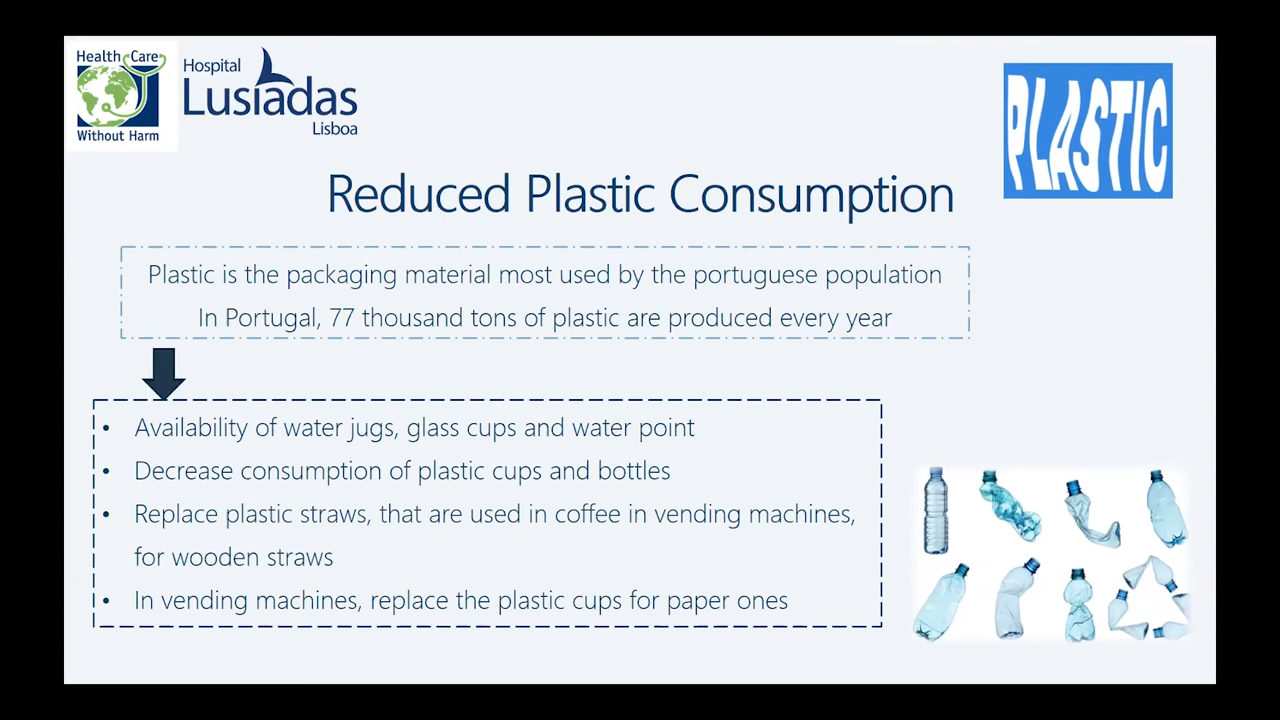 Health Care
Without Harm
Hospital
Lusíadas
Lisboa
PLASTIC
Reduced Plastic Consumption
Plastic is the packaging material most used by the portuguese population
In Portugal, 77 thousand tons of plastic are produced every year
• Availability of water jugs, glass cups and water point
• Decrease consumption of plastic cups and bottles
• Replace plastic straws, that are used in coffee in vending machines,
for wooden straws
• In vending machines, replace the plastic cups for paper ones